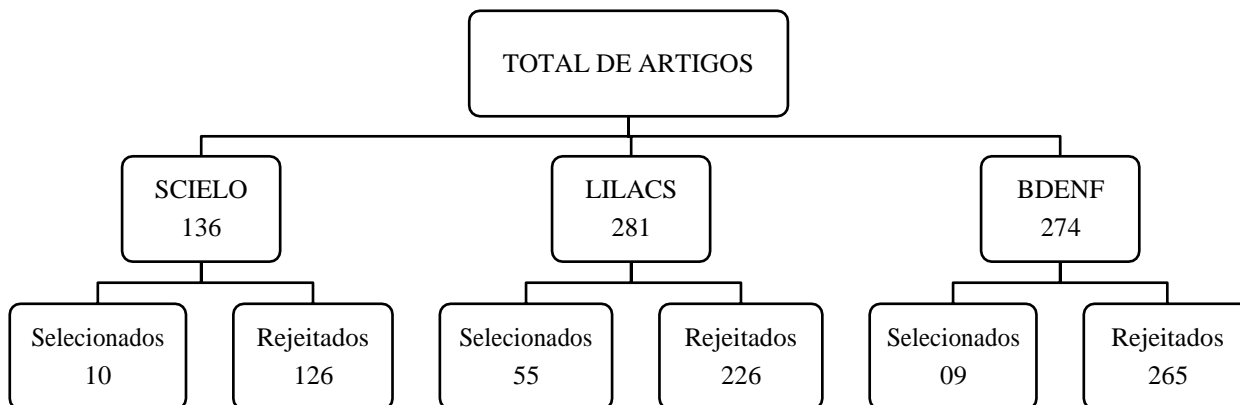 TOTAL DE ARTIGOS
SCIELO
136
LILACS
281
BDENF
274
Selecionados
10
Rejeitados
126
Selecionados
55
Rejeitados
226
Selecionados
09
Rejeitados
265